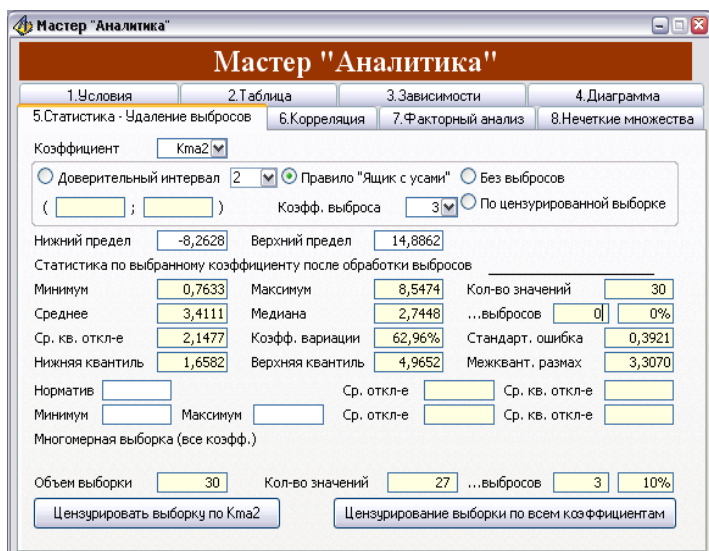 Мастер "Аналитика"
Мастер "Аналитика"
1.Условия 2.Таблица 3.Зависимости 4.Диаграмма
5.Статистика - Удаление выбросов 6.Корреляция 7.Факторный анализ 8.Нечеткие множества
Коэффициент Kma2
Доверительный интервал 2 Правило "Ящик с усами" Без выбросов
( ; ) Коэфф. выброса 3 По цензурированной выборке
Нижний предел -8,2628 Верхний предел 14,8862
Статистика по выбранному коэффициенту после обработки выбросов
Минимум 0,7633 Максимум 8,5474 Кол-во значений 30
Среднее 3,4111 Медиана 2,7448 ...выбросов 0 0%
Ср. кв. откл-е 2,1477 Коэфф. вариации 62,96% Стандарт. ошибка 0,3921
Нижняя квантиль 1,6582 Верхняя квантиль 4,9652 Межквант. размах 3,3070
Норматив Ср. откл-е Ср. кв. откл-е
Минимум Максимум Ср. откл-е Ср. кв. откл-е
Многомерная выборка (все коэфф.)
Объем выборки 30 Кол-во значений 27 ...выбросов 3 10%
Цензурировать выборку по Kma2 Цензурирование выборки по всем коэффициентам